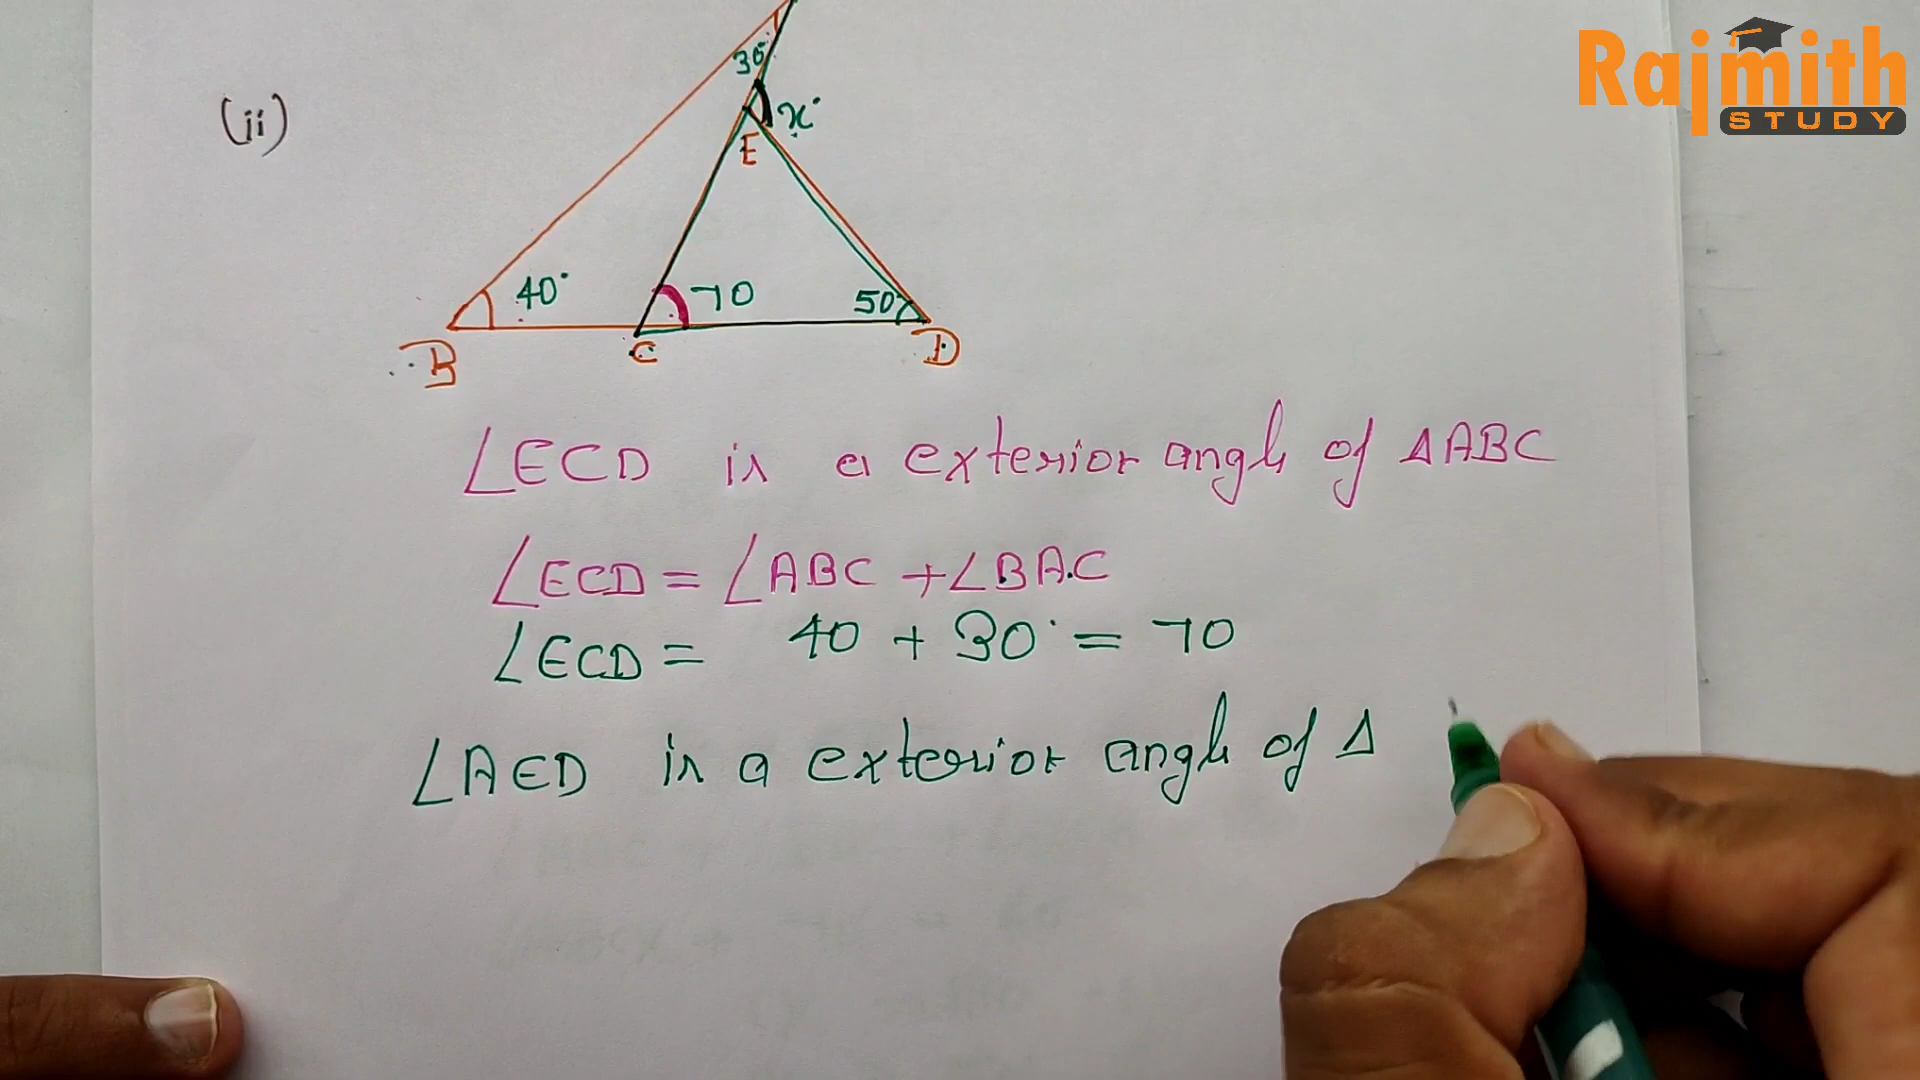 Rajmith
STUDY
(ii)
30°
x°
E
40°
70
50°
B
C
D
∠ECD is a exterior angle of ΔABC
∠ECD = ∠ABC + ∠BAC
∠ECD = 40 + 30° = 70
∠AED is a exterior angle of Δ